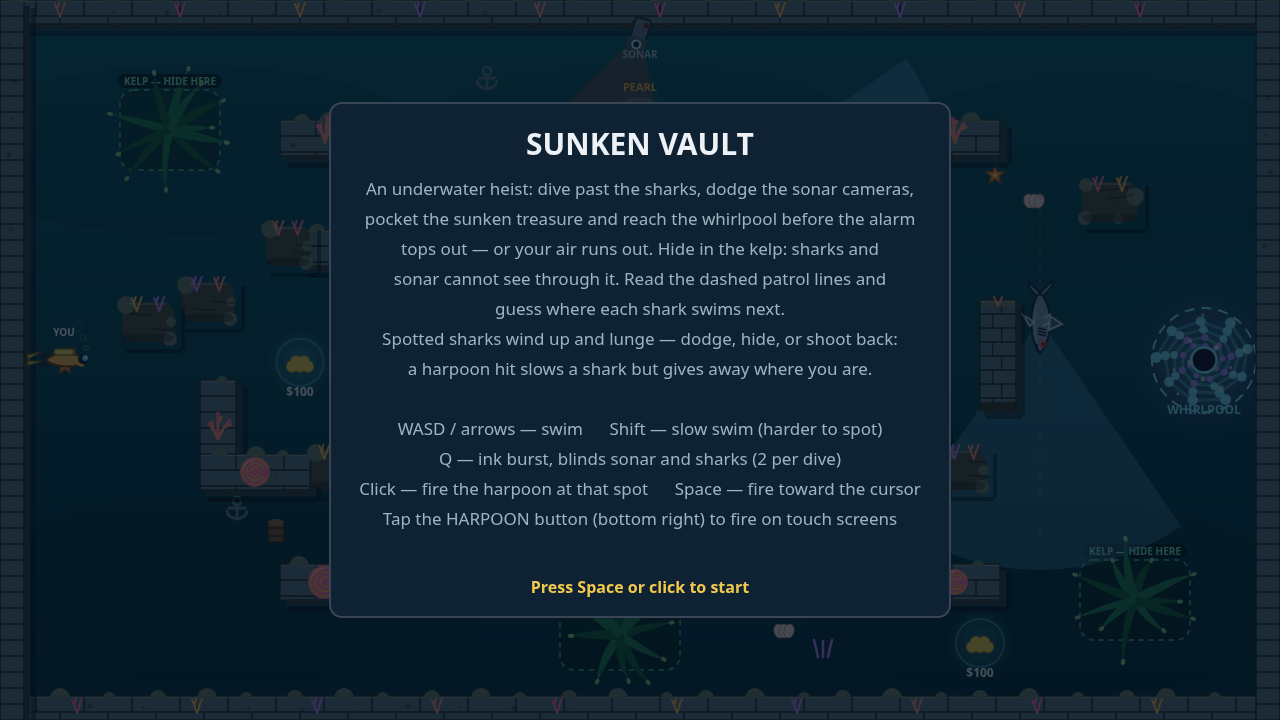 SONAR
KELP - - HIDE HERE
PEARL
SUNKEN VAULT
An underwater heist: dive past the sharks, dodge the sonar cameras,
pocket the sunken treasure and reach the whirlpool before the alarm
tops out — or your air runs out. Hide in the kelp: sharks and
sonar cannot see through it. Read the dashed patrol lines and
guess where each shark swims next.
Spotted sharks wind up and lunge — dodge, hide, or shoot back:
a harpoon hit slows a shark but gives away where you are.
WASD / arrows — swim Shift — slow swim (harder to spot)
Q — ink burst, blinds sonar and sharks (2 per dive)
Click — fire the harpoon at that spot Space — fire toward the cursor
Tap the HARPOON button (bottom right) to fire on touch screens
Press Space or click to start
YOU
$100
WHIRLPOOL
KELP — HIDE HERE
$100